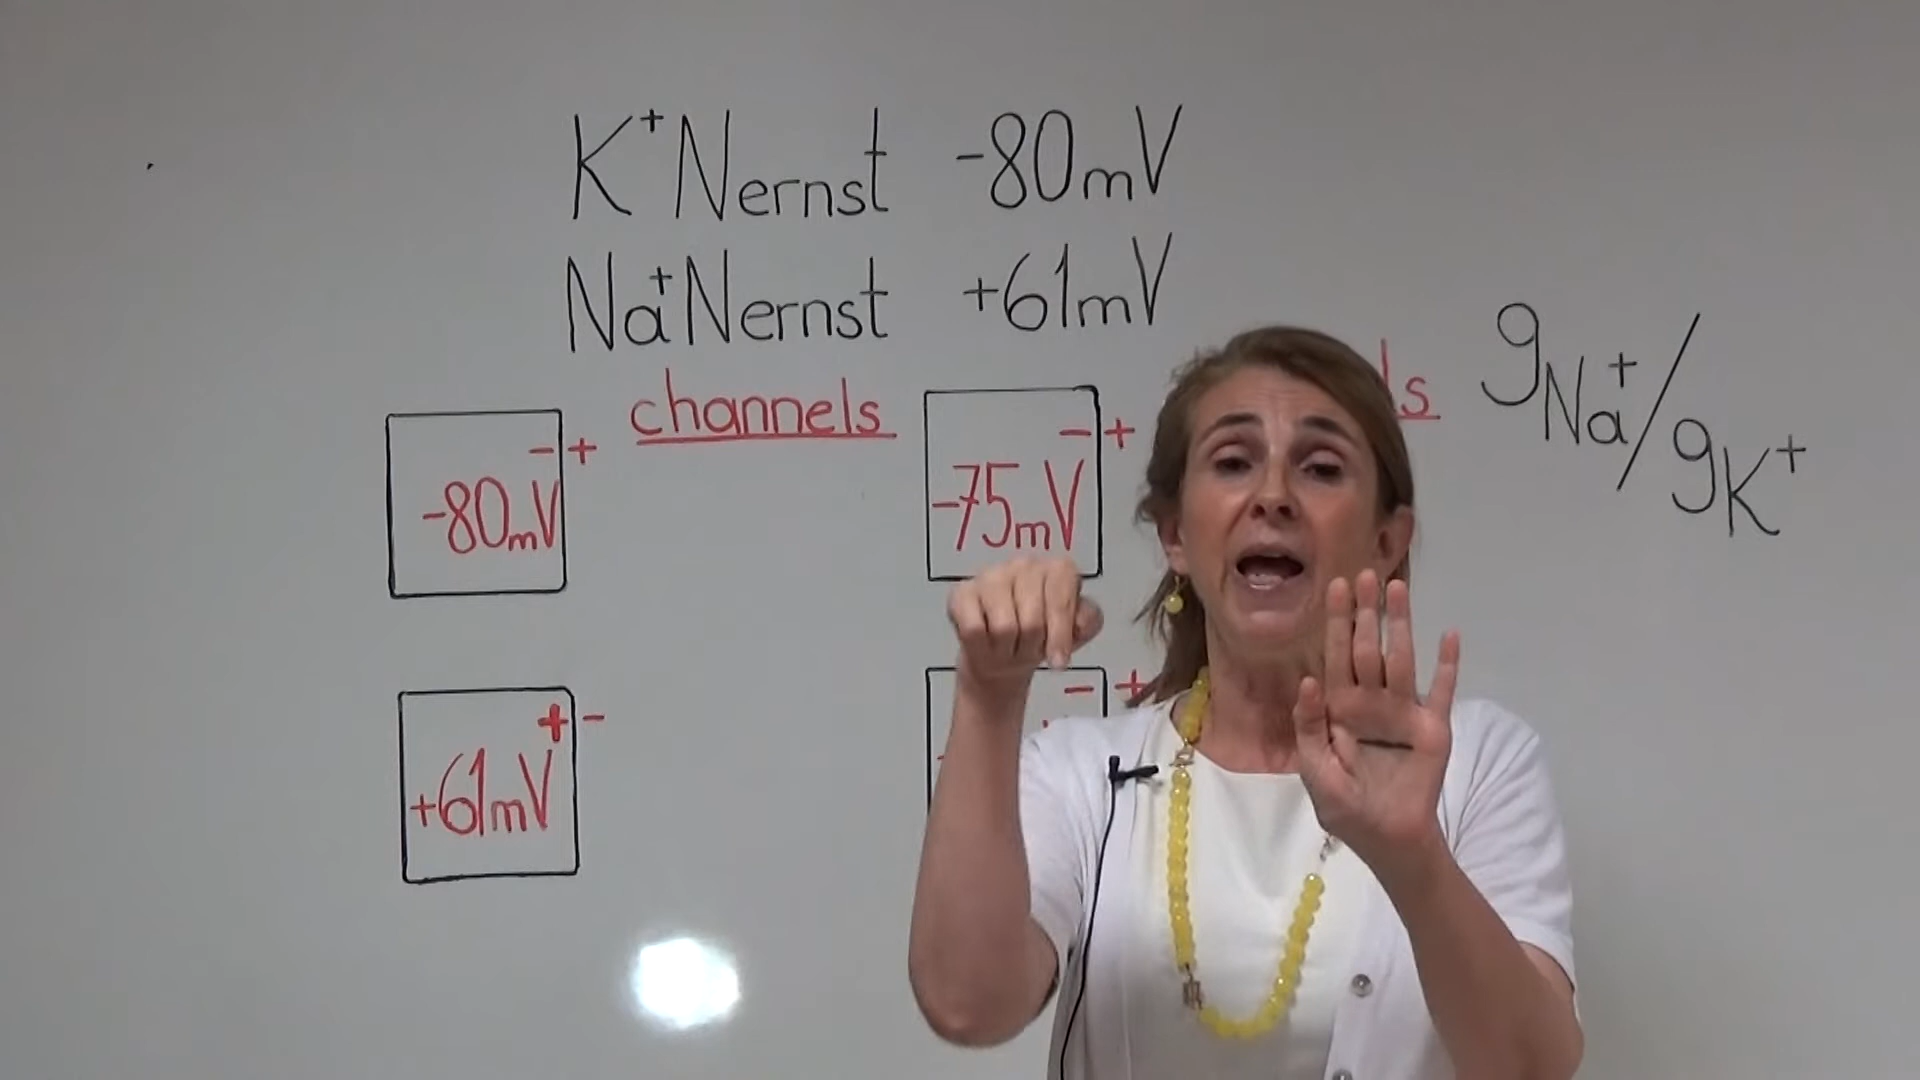 K⁺ Nernst -80mV
Na⁺ Nernst +61mV
channels
gNa⁺/gK⁺
- +
-80mV
- +
-75mV
+ -
+61mV
- +